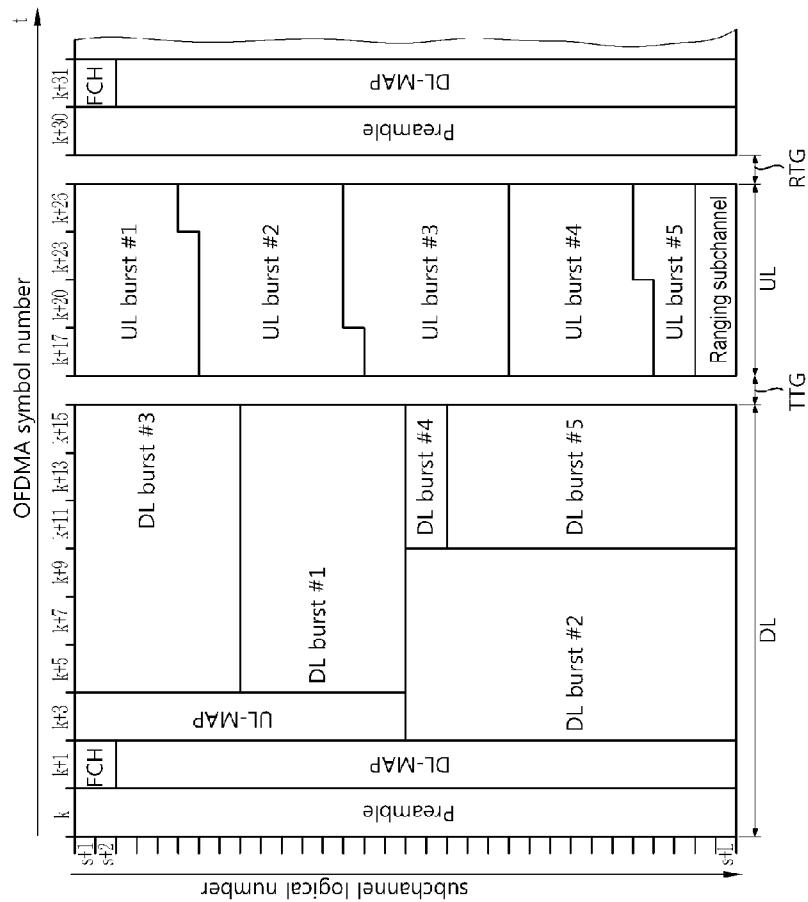 OFDMA symbol number
t
k
k+1
k+3
k+5
k+7
k+9
k+11
k+13
k+15
k+17
k+20
k+23
k+26
k+30
k+31
subchannel logical number
s+1
s+2
s+L
Preamble
FCH
DL-MAP
UL-MAP
DL burst #3
DL burst #1
DL burst #2
DL burst #4
DL burst #5
UL burst #1
UL burst #2
UL burst #3
UL burst #4
UL burst #5
Ranging subchannel
Preamble
FCH
DL-MAP
DL
TTG
UL
RTG